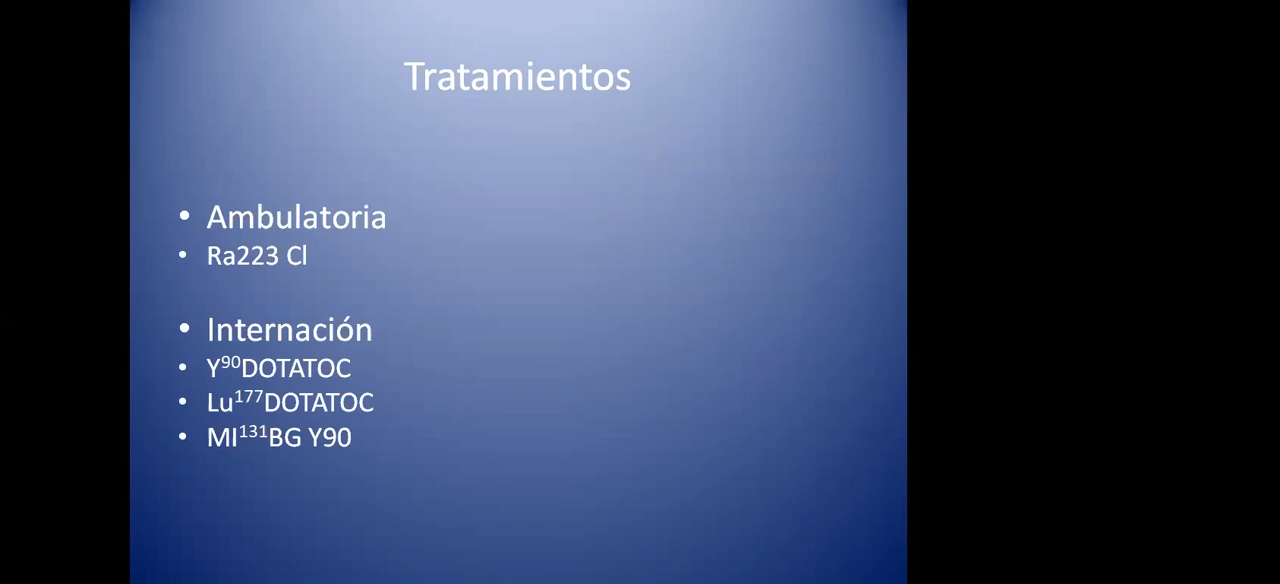 Tratamientos
• Ambulatoria
• Ra223 Cl
• Internación
• Y⁹⁰DOTATOC
• Lu¹⁷⁷DOTATOC
• MI¹³¹BG Y90